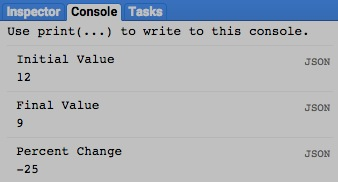 Inspector Console Tasks
Use print(...) to write to this console.
Initial Value JSON
12
Final Value JSON
9
Percent Change JSON
-25